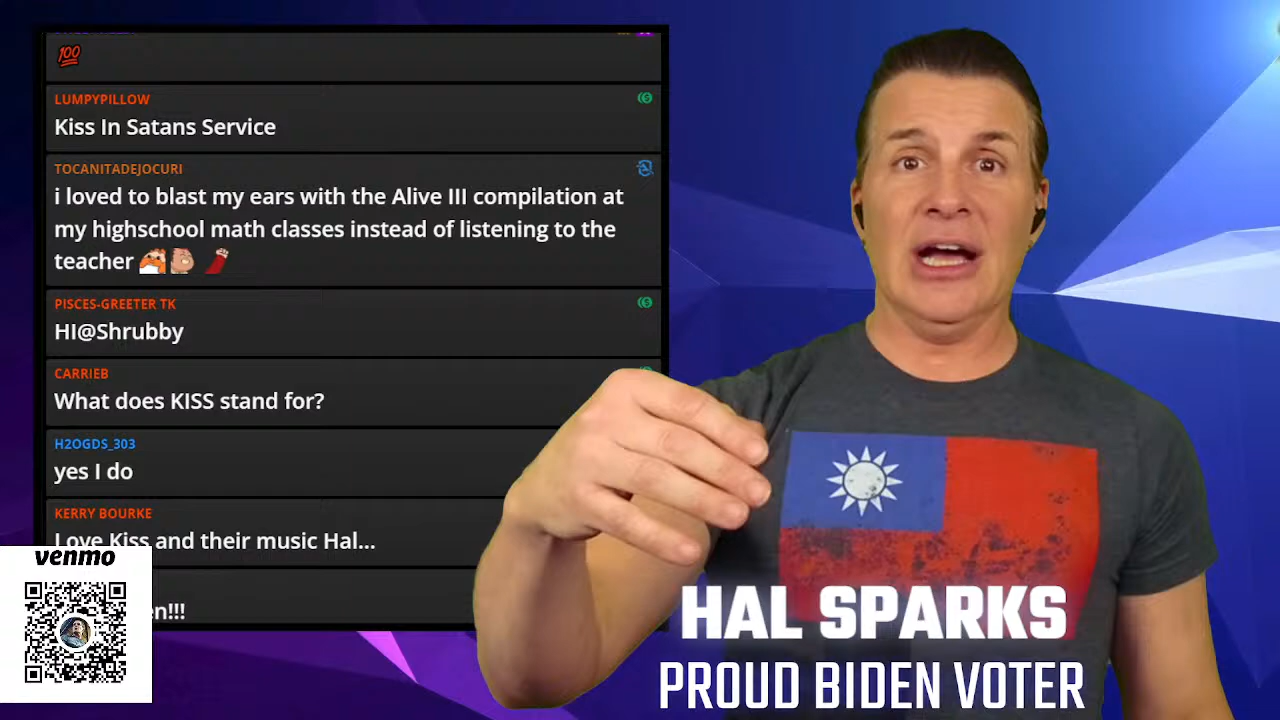 💯
LUMPYPILLOW
Kiss In Satans Service
TOCANITADEJOCURI
i loved to blast my ears with the Alive III compilation at
my highschool math classes instead of listening to the
teacher
PISCES-GREETER TK
HI@Shrubby
CARRIEB
What does KISS stand for?
H2OGDS_303
yes I do
KERRY BOURKE
Love Kiss and their music Hal...
venmo
HAL SPARKS
PROUD BIDEN VOTER